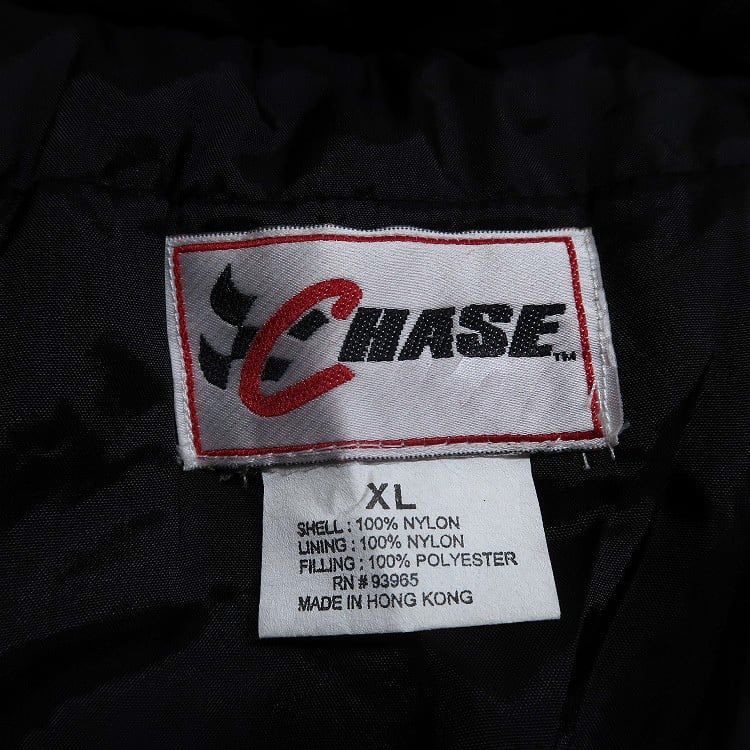 CHASE™
XL
SHELL : 100% NYLON
LINING : 100% NYLON
FILLING : 100% POLYESTER
RN # 93965
MADE IN HONG KONG